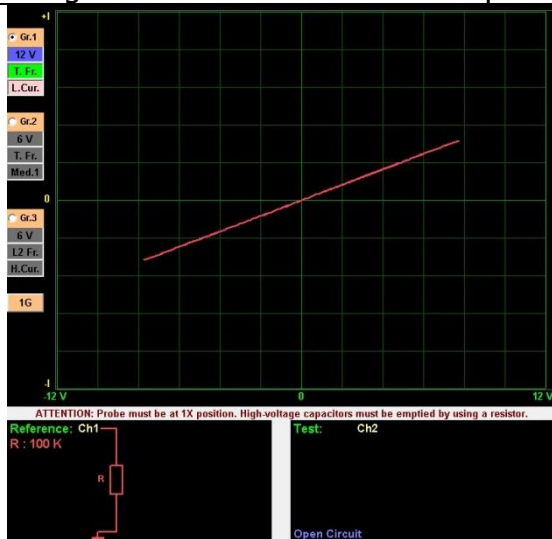 +I
Gr.1
12 V
T. Fr.
L.Cur.
Gr.2
6 V
T. Fr.
Med.1
0
Gr.3
6 V
L2 Fr.
H.Cur.
1G
-I
-12 V
0
12 V
ATTENTION: Probe must be at 1X position. High-voltage capacitors must be emptied by using a resistor.
Reference: Ch1
R : 100 K
R
Test: Ch2
Open Circuit